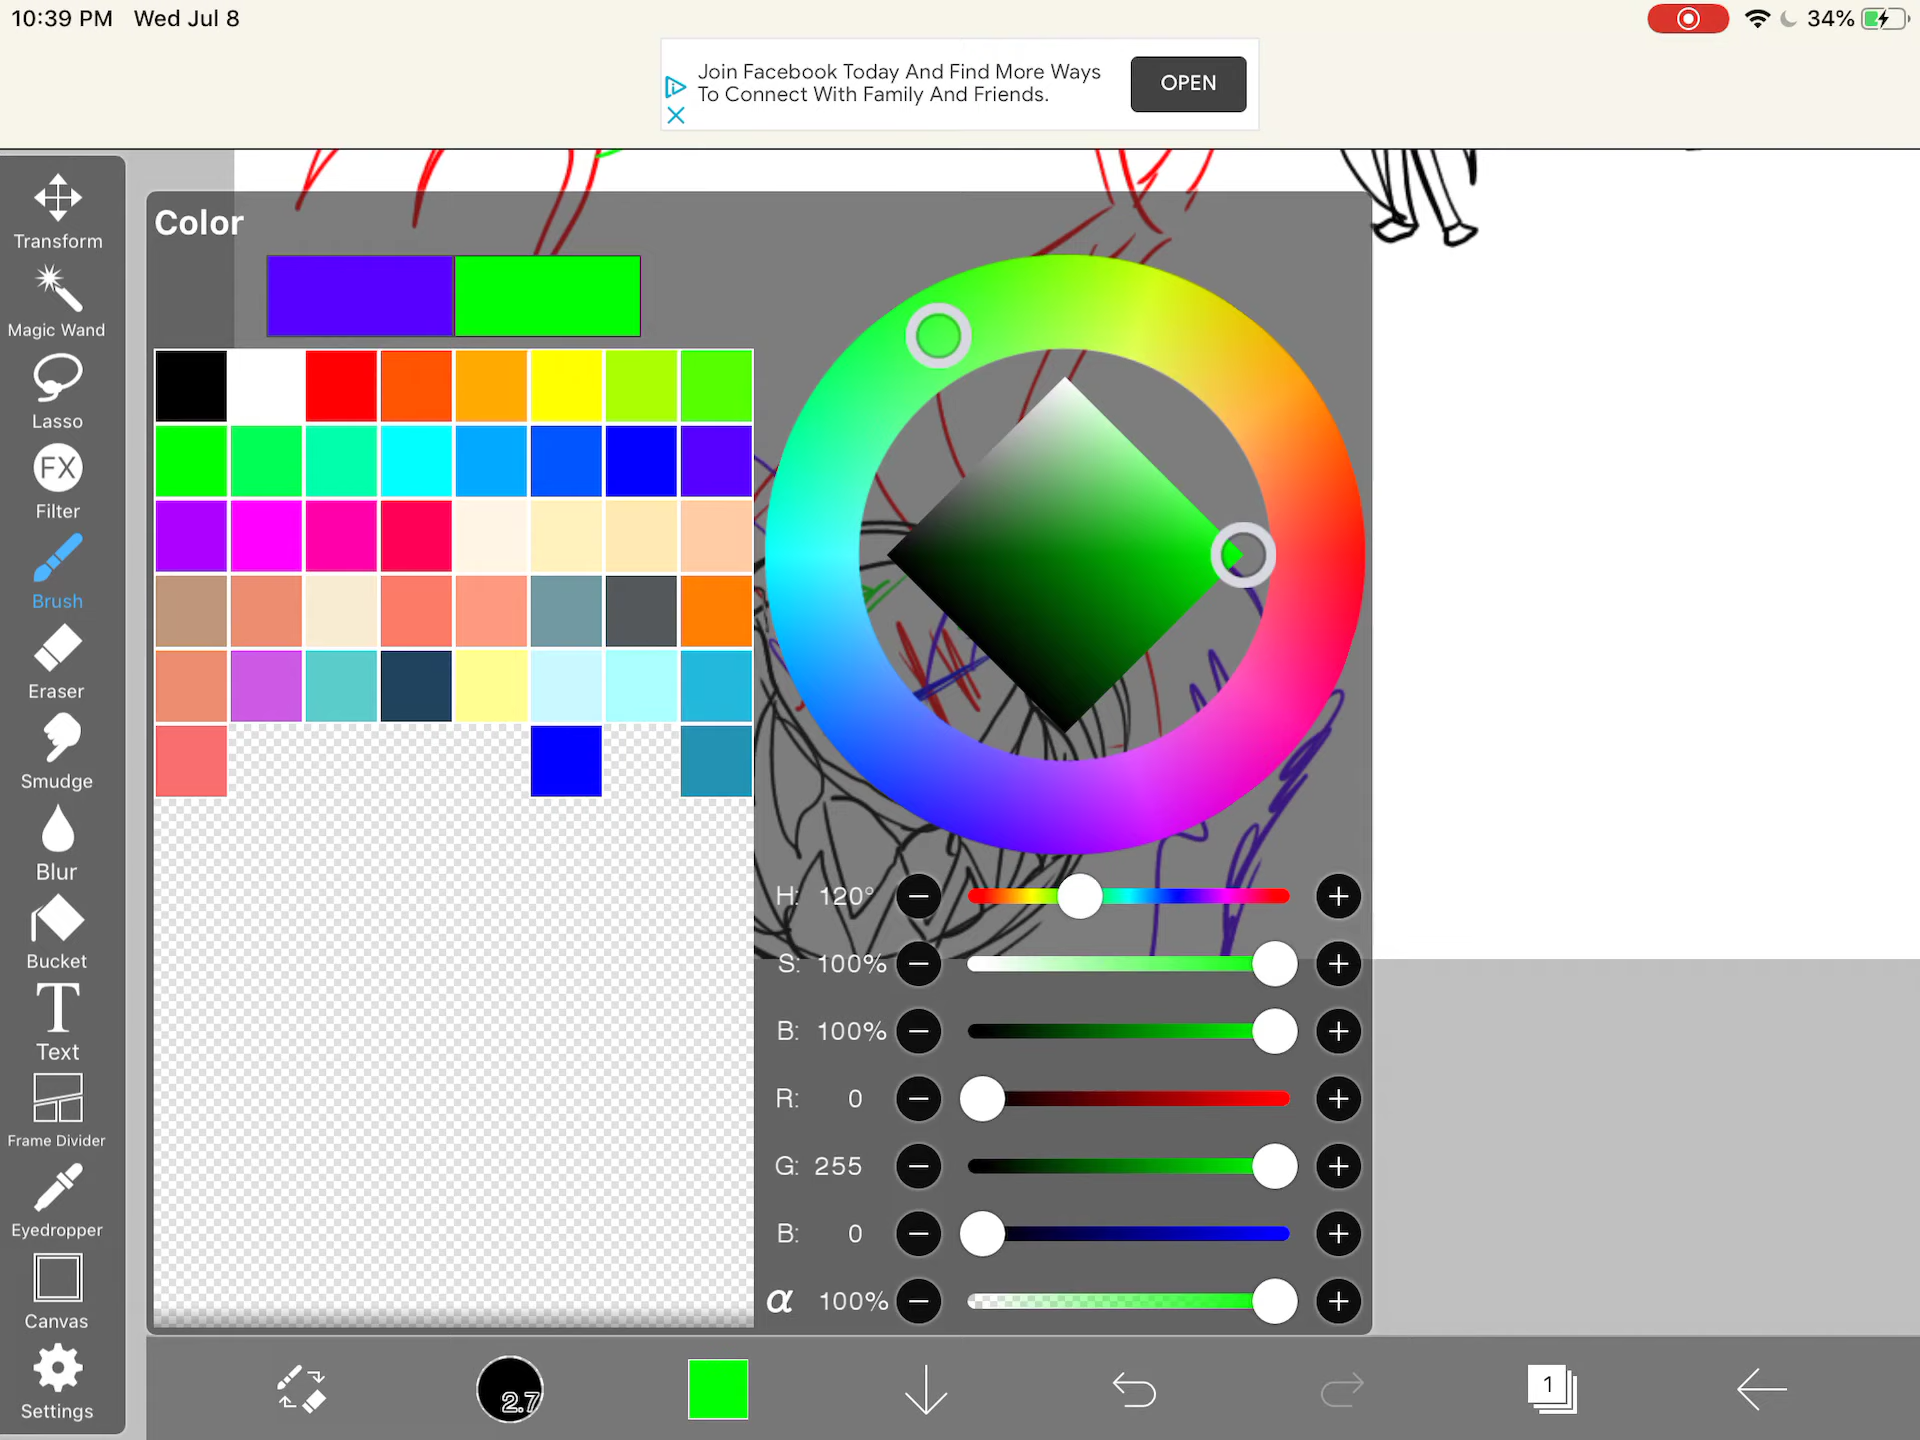 10:39 PM Wed Jul 8
34%
Join Facebook Today And Find More Ways
To Connect With Family And Friends.
OPEN
Transform
Magic Wand
Lasso
FX
Filter
Brush
Eraser
Smudge
Blur
Bucket
T
Text
Frame Divider
Eyedropper
Canvas
Settings
Color
H: 120°
S: 100%
B: 100%
R: 0
G: 255
B: 0
α 100%
2.7
1